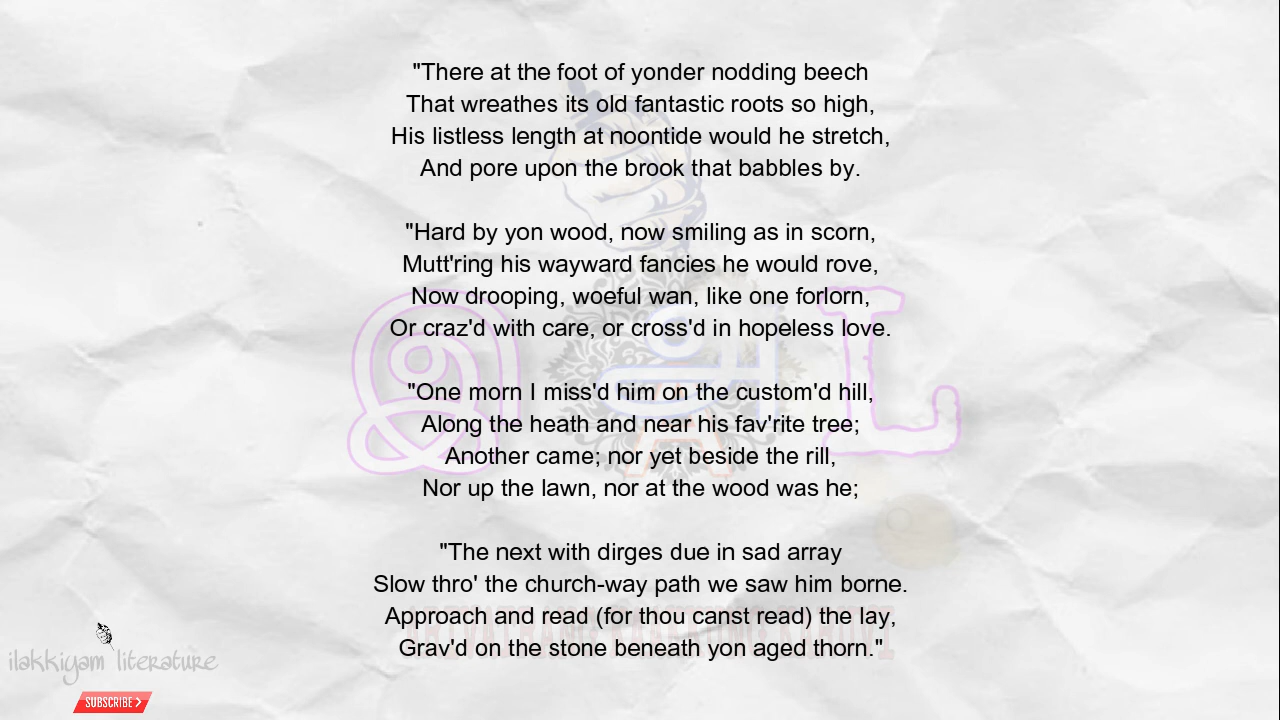 "There at the foot of yonder nodding beech
That wreathes its old fantastic roots so high,
His listless length at noontide would he stretch,
And pore upon the brook that babbles by.
"Hard by yon wood, now smiling as in scorn,
Mutt'ring his wayward fancies he would rove,
Now drooping, woeful wan, like one forlorn,
Or craz'd with care, or cross'd in hopeless love.
"One morn I miss'd him on the custom'd hill,
Along the heath and near his fav'rite tree;
Another came; nor yet beside the rill,
Nor up the lawn, nor at the wood was he;
"The next with dirges due in sad array
Slow thro' the church-way path we saw him borne.
Approach and read (for thou canst read) the lay,
Grav'd on the stone beneath yon aged thorn."
ilakkiyam literature
SUBSCRIBE >